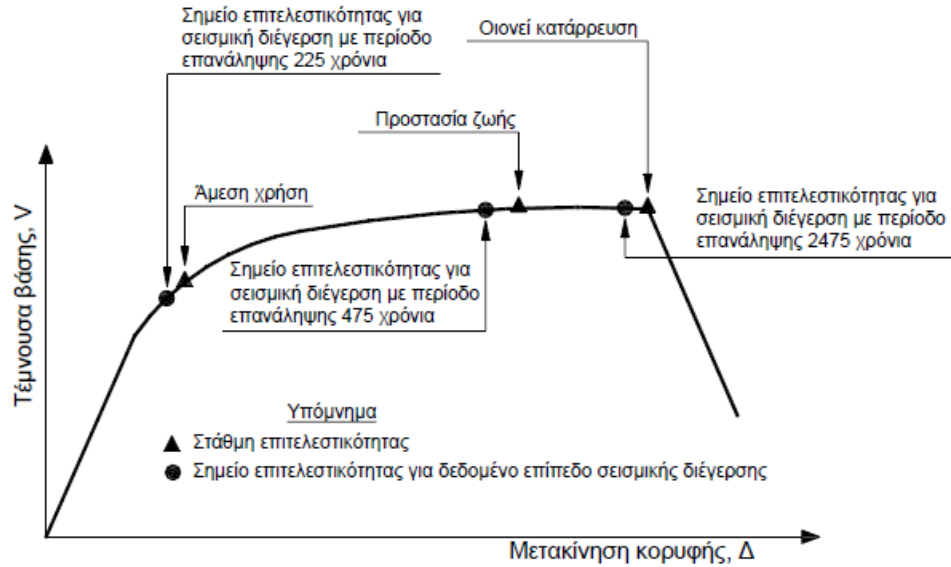 Σημείο επιτελεστικότητας για
σεισμική διέγερση με περίοδο
επανάληψης 225 χρόνια
Οιονεί κατάρρευση
Προστασία ζωής
Άμεση χρήση
Σημείο επιτελεστικότητας για
σεισμική διέγερση με περίοδο
επανάληψης 2475 χρόνια
Σημείο επιτελεστικότητας για
σεισμική διέγερση με περίοδο
επανάληψης 475 χρόνια
Τέμνουσα βάσης, V
Υπόμνημα
Στάθμη επιτελεστικότητας
Σημείο επιτελεστικότητας για δεδομένο επίπεδο σεισμικής διέγερσης
Μετακίνηση κορυφής, Δ